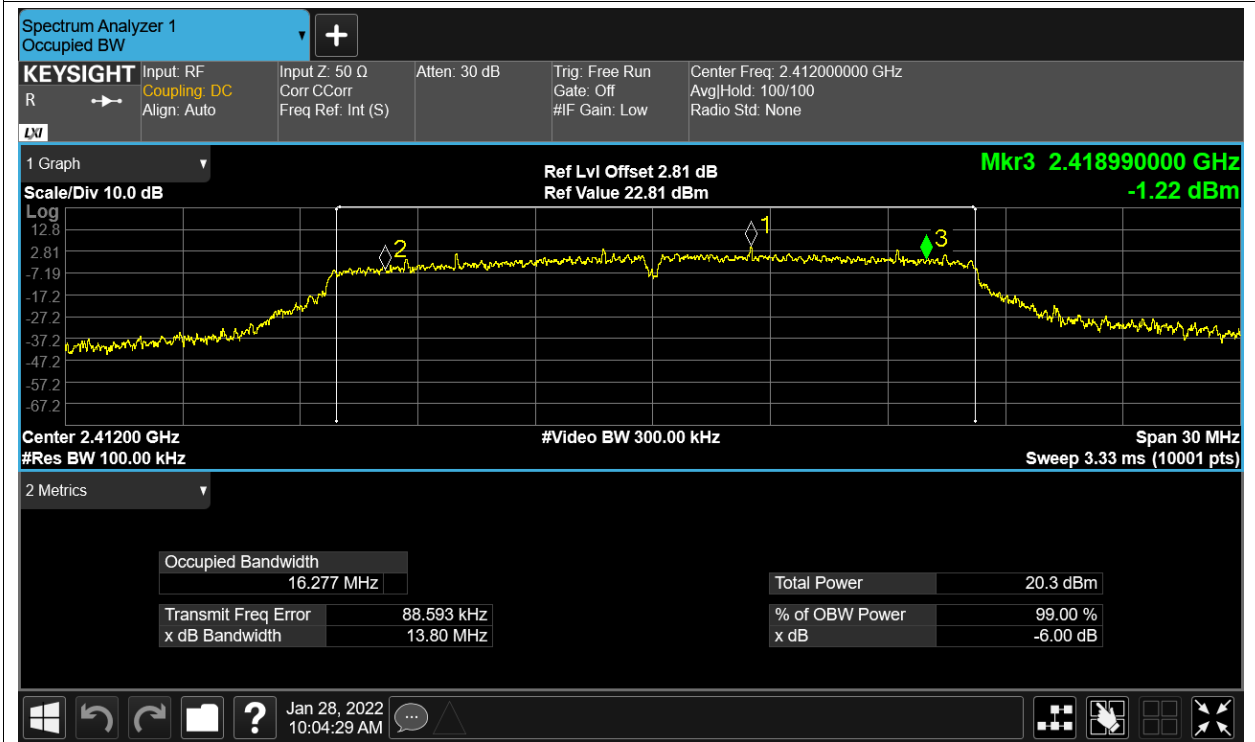 Spectrum Analyzer 1
Occupied BW
KEYSIGHT
R
LXI
Input: RF
Coupling: DC
Align: Auto
Input Z: 50 Ω
Corr CCorr
Freq Ref: Int (S)
Atten: 30 dB
Trig: Free Run
Gate: Off
#IF Gain: Low
Center Freq: 2.412000000 GHz
Avg|Hold: 100/100
Radio Std: None
1 Graph
Scale/Div 10.0 dB
Ref Lvl Offset 2.81 dB
Ref Value 22.81 dBm
Mkr3 2.418990000 GHz
-1.22 dBm
Log
12.8
2.81
-7.19
-17.2
-27.2
-37.2
-47.2
-57.2
-67.2
2
1
3
Center 2.41200 GHz
#Res BW 100.00 kHz
#Video BW 300.00 kHz
Span 30 MHz
Sweep 3.33 ms (10001 pts)
2 Metrics
Occupied Bandwidth
16.277 MHz
Transmit Freq Error 88.593 kHz
x dB Bandwidth 13.80 MHz
Total Power 20.3 dBm
% of OBW Power 99.00 %
x dB -6.00 dB
?
Jan 28, 2022
10:04:29 AM